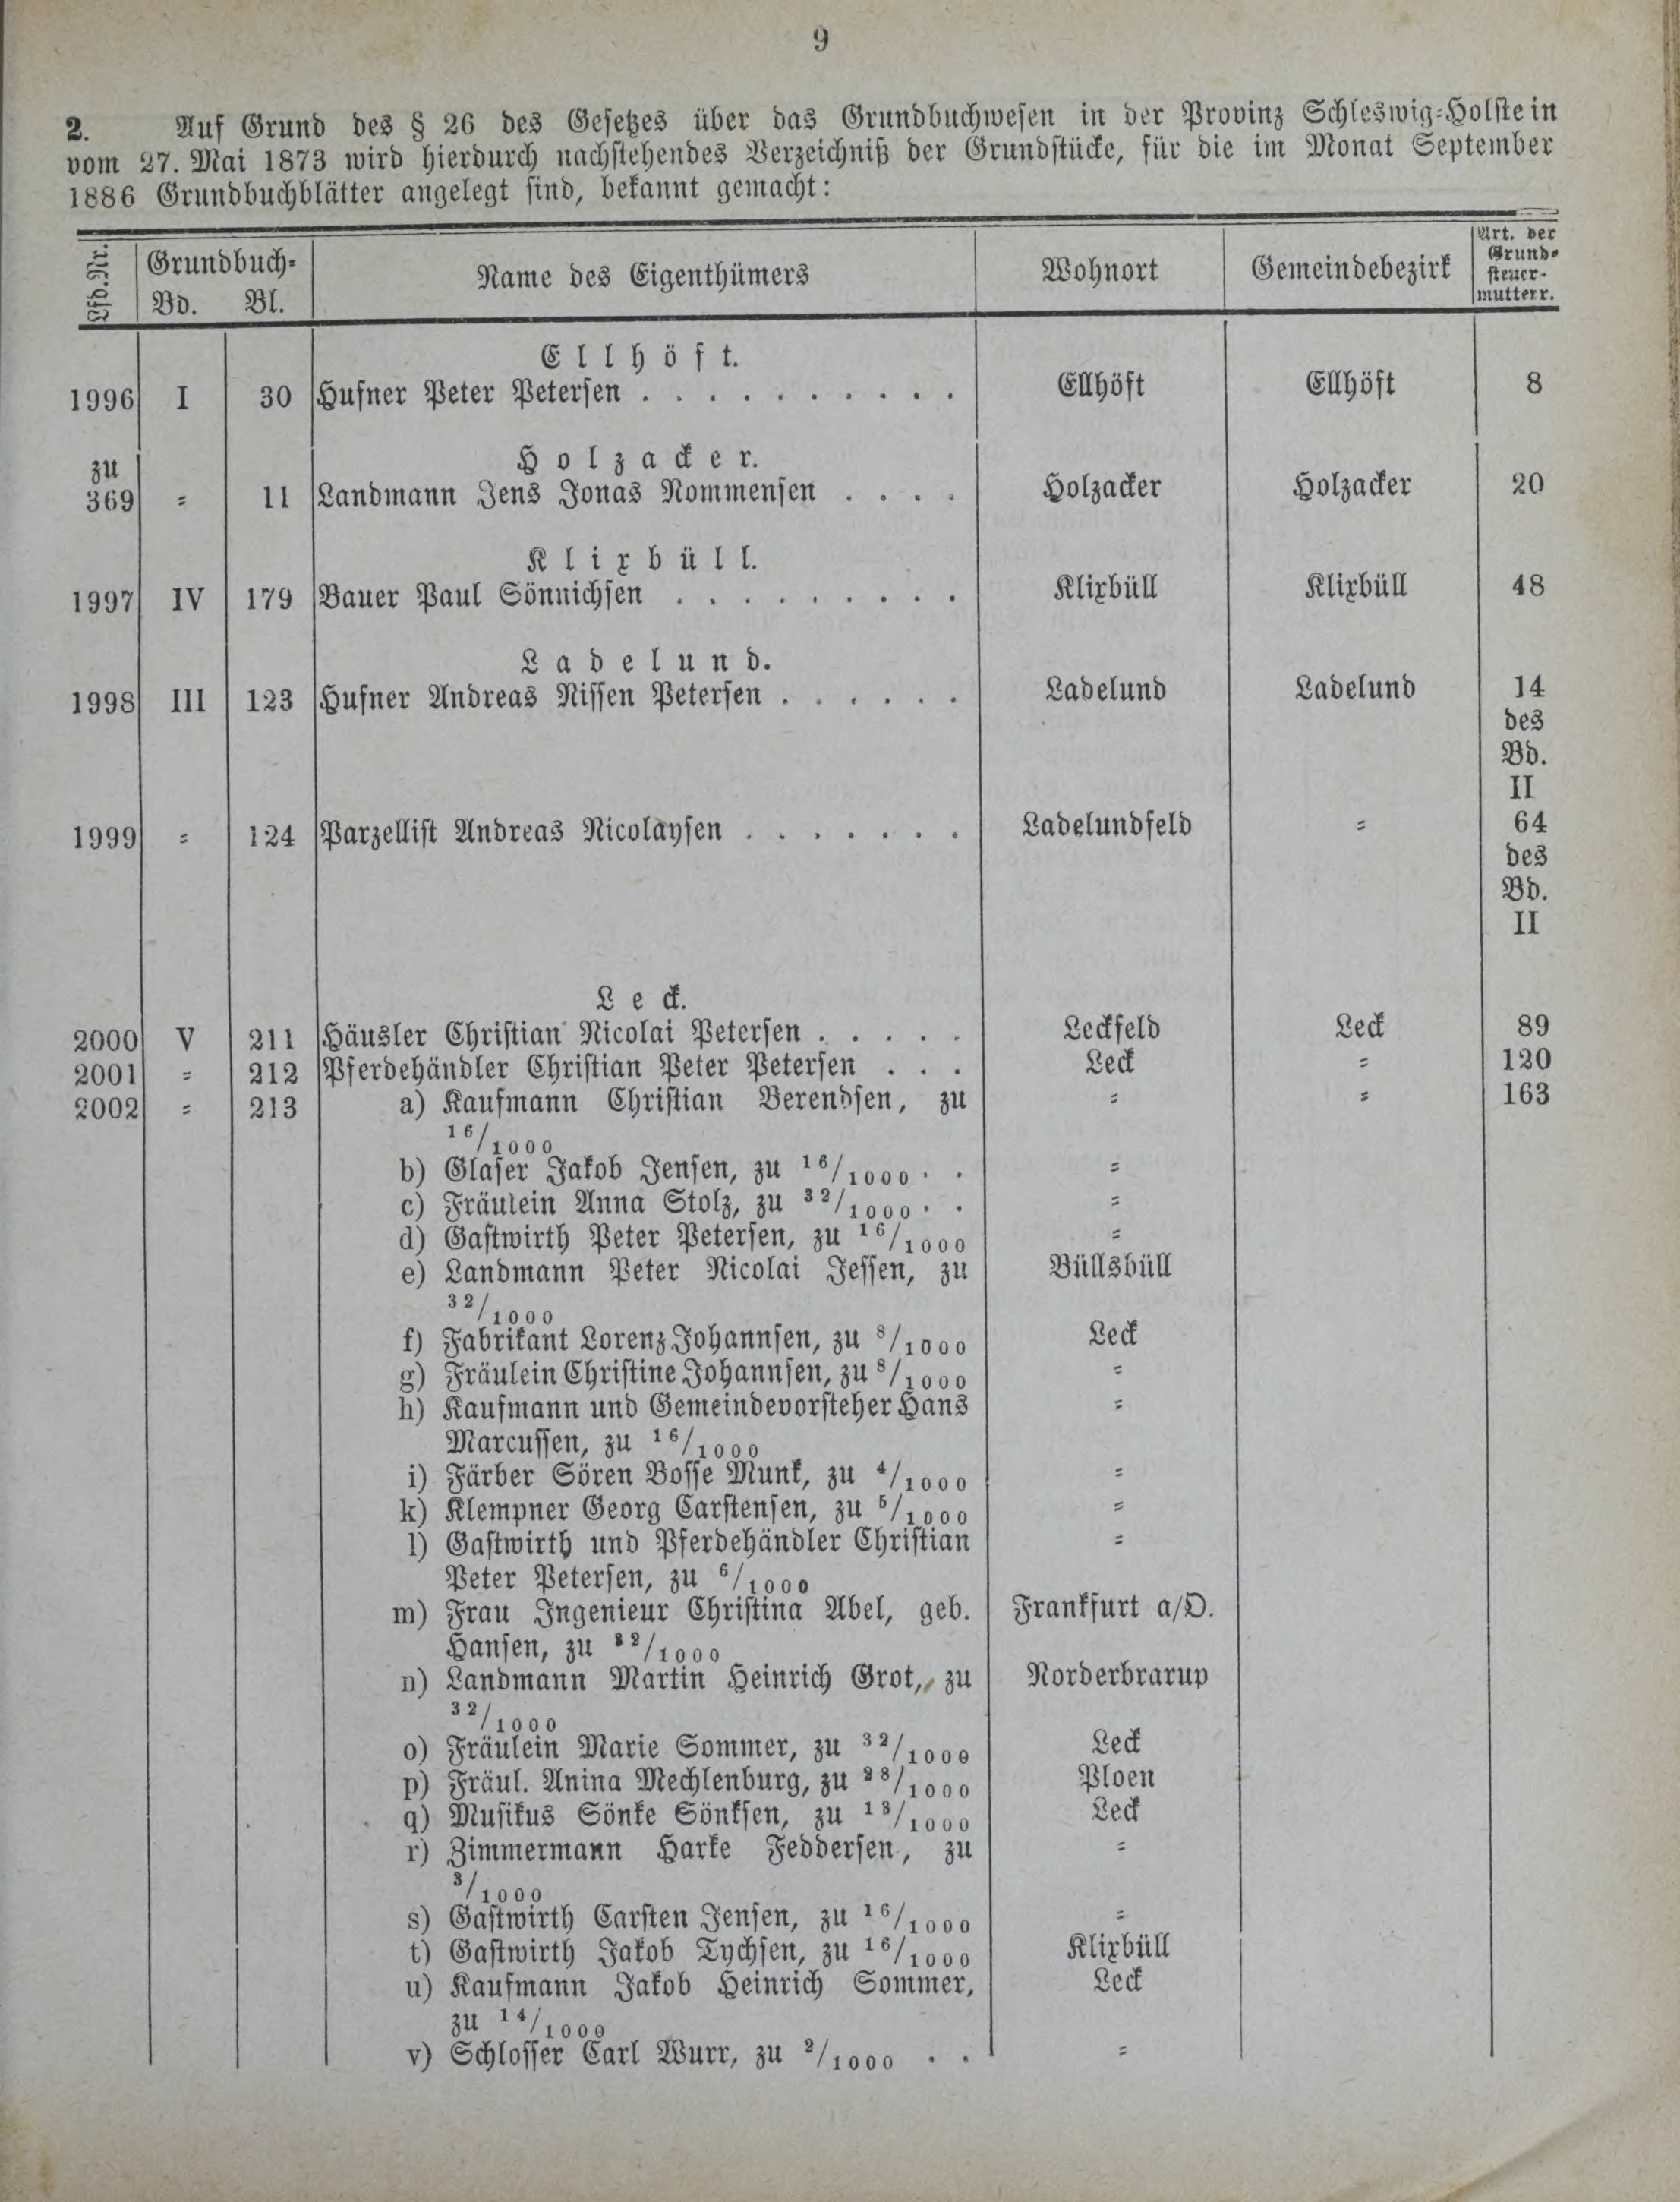 9
2. Auf Grund des § 26 des Gesetzes über das Grundbuchwesen in der Provinz Schleswig-Holstein
vom 27. Mai 1873 wird hierdurch nachstehendes Verzeichniß der Grundstücke, für die im Monat September
1886 Grundbuchblätter angelegt sind, bekannt gemacht:
Lfd. Nr. Grundbuch- Bd. Bl. Name des Eigenthümers Wohnort Gemeindebezirk Art. der Grund-steuer-mutterr.
Ellhöft.
1996 I 30 Hufner Peter Petersen . . . . . . . . . . Ellhöft Ellhöft 8
Holzacker.
zu
369 = 11 Landmann Jens Jonas Nommensen . . . . Holzacker Holzacker 20
Klixbüll.
1997 IV 179 Bauer Paul Sönnichsen . . . . . . . . . Klixbüll Klixbüll 48
Ladelund.
1998 III 123 Hufner Andreas Nissen Petersen . . . . . . Ladelund Ladelund 14
des
Bd.
II
1999 = 124 Parzellist Andreas Nicolaysen . . . . . . . Ladelundfeld = 64
des
Bd.
II
Leck.
2000 V 211 Häusler Christian Nicolai Petersen . . . . . Leckfeld Leck 89
2001 = 212 Pferdehändler Christian Peter Petersen . . . Leck = 120
2002 = 213 a) Kaufmann Christian Berendsen, zu = = 163
16/1000
b) Glaser Jakob Jensen, zu 16/1000 . . =
c) Fräulein Anna Stolz, zu 32/1000 . . =
d) Gastwirth Peter Petersen, zu 16/1000 =
e) Landmann Peter Nicolai Jessen, zu Büllsbüll
32/1000
f) Fabrikant Lorenz Johannsen, zu 8/1000 Leck
g) Fräulein Christine Johannsen, zu 8/1000 =
h) Kaufmann und Gemeindevorsteher Hans =
Marcussen, zu 16/1000
i) Färber Sören Bosse Munk, zu 4/1000 =
k) Klempner Georg Carstensen, zu 5/1000 =
l) Gastwirth und Pferdehändler Christian =
Peter Petersen, zu 6/1000
m) Frau Ingenieur Christina Abel, geb. Frankfurt a/O.
Hansen, zu 32/1000
n) Landmann Martin Heinrich Grot, zu Norderbrarup
32/1000
o) Fräulein Marie Sommer, zu 32/1000 Leck
p) Fräul. Anina Mechlenburg, zu 28/1000 Ploen
q) Musikus Sönke Sönksen, zu 13/1000 Leck
r) Zimmermann Harke Feddersen, zu =
3/1000
s) Gastwirth Carsten Jensen, zu 16/1000 =
t) Gastwirth Jakob Tychsen, zu 16/1000 Klixbüll
u) Kaufmann Jakob Heinrich Sommer, Leck
zu 14/1000
v) Schlosser Carl Wurr, zu 2/1000 . . =